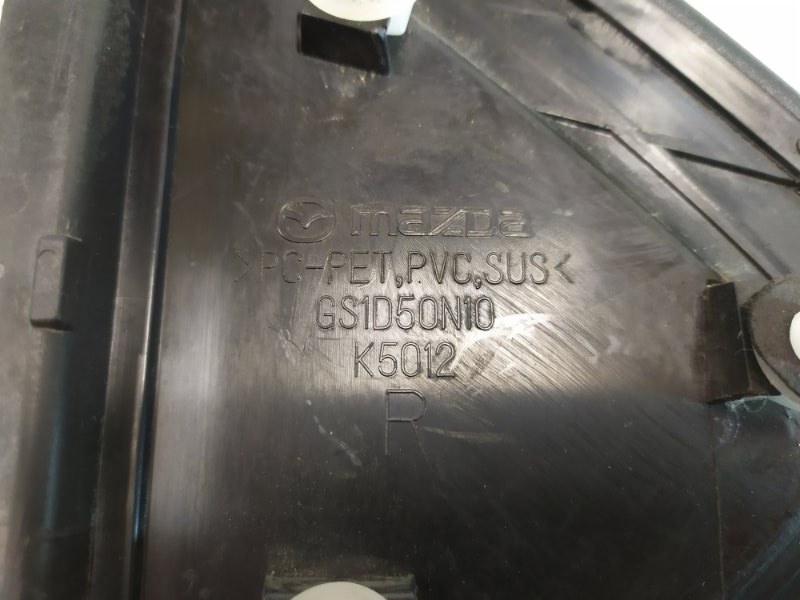 mazda
>PC-PET,PVC,SUS<
GS1D50N10
K5012
R